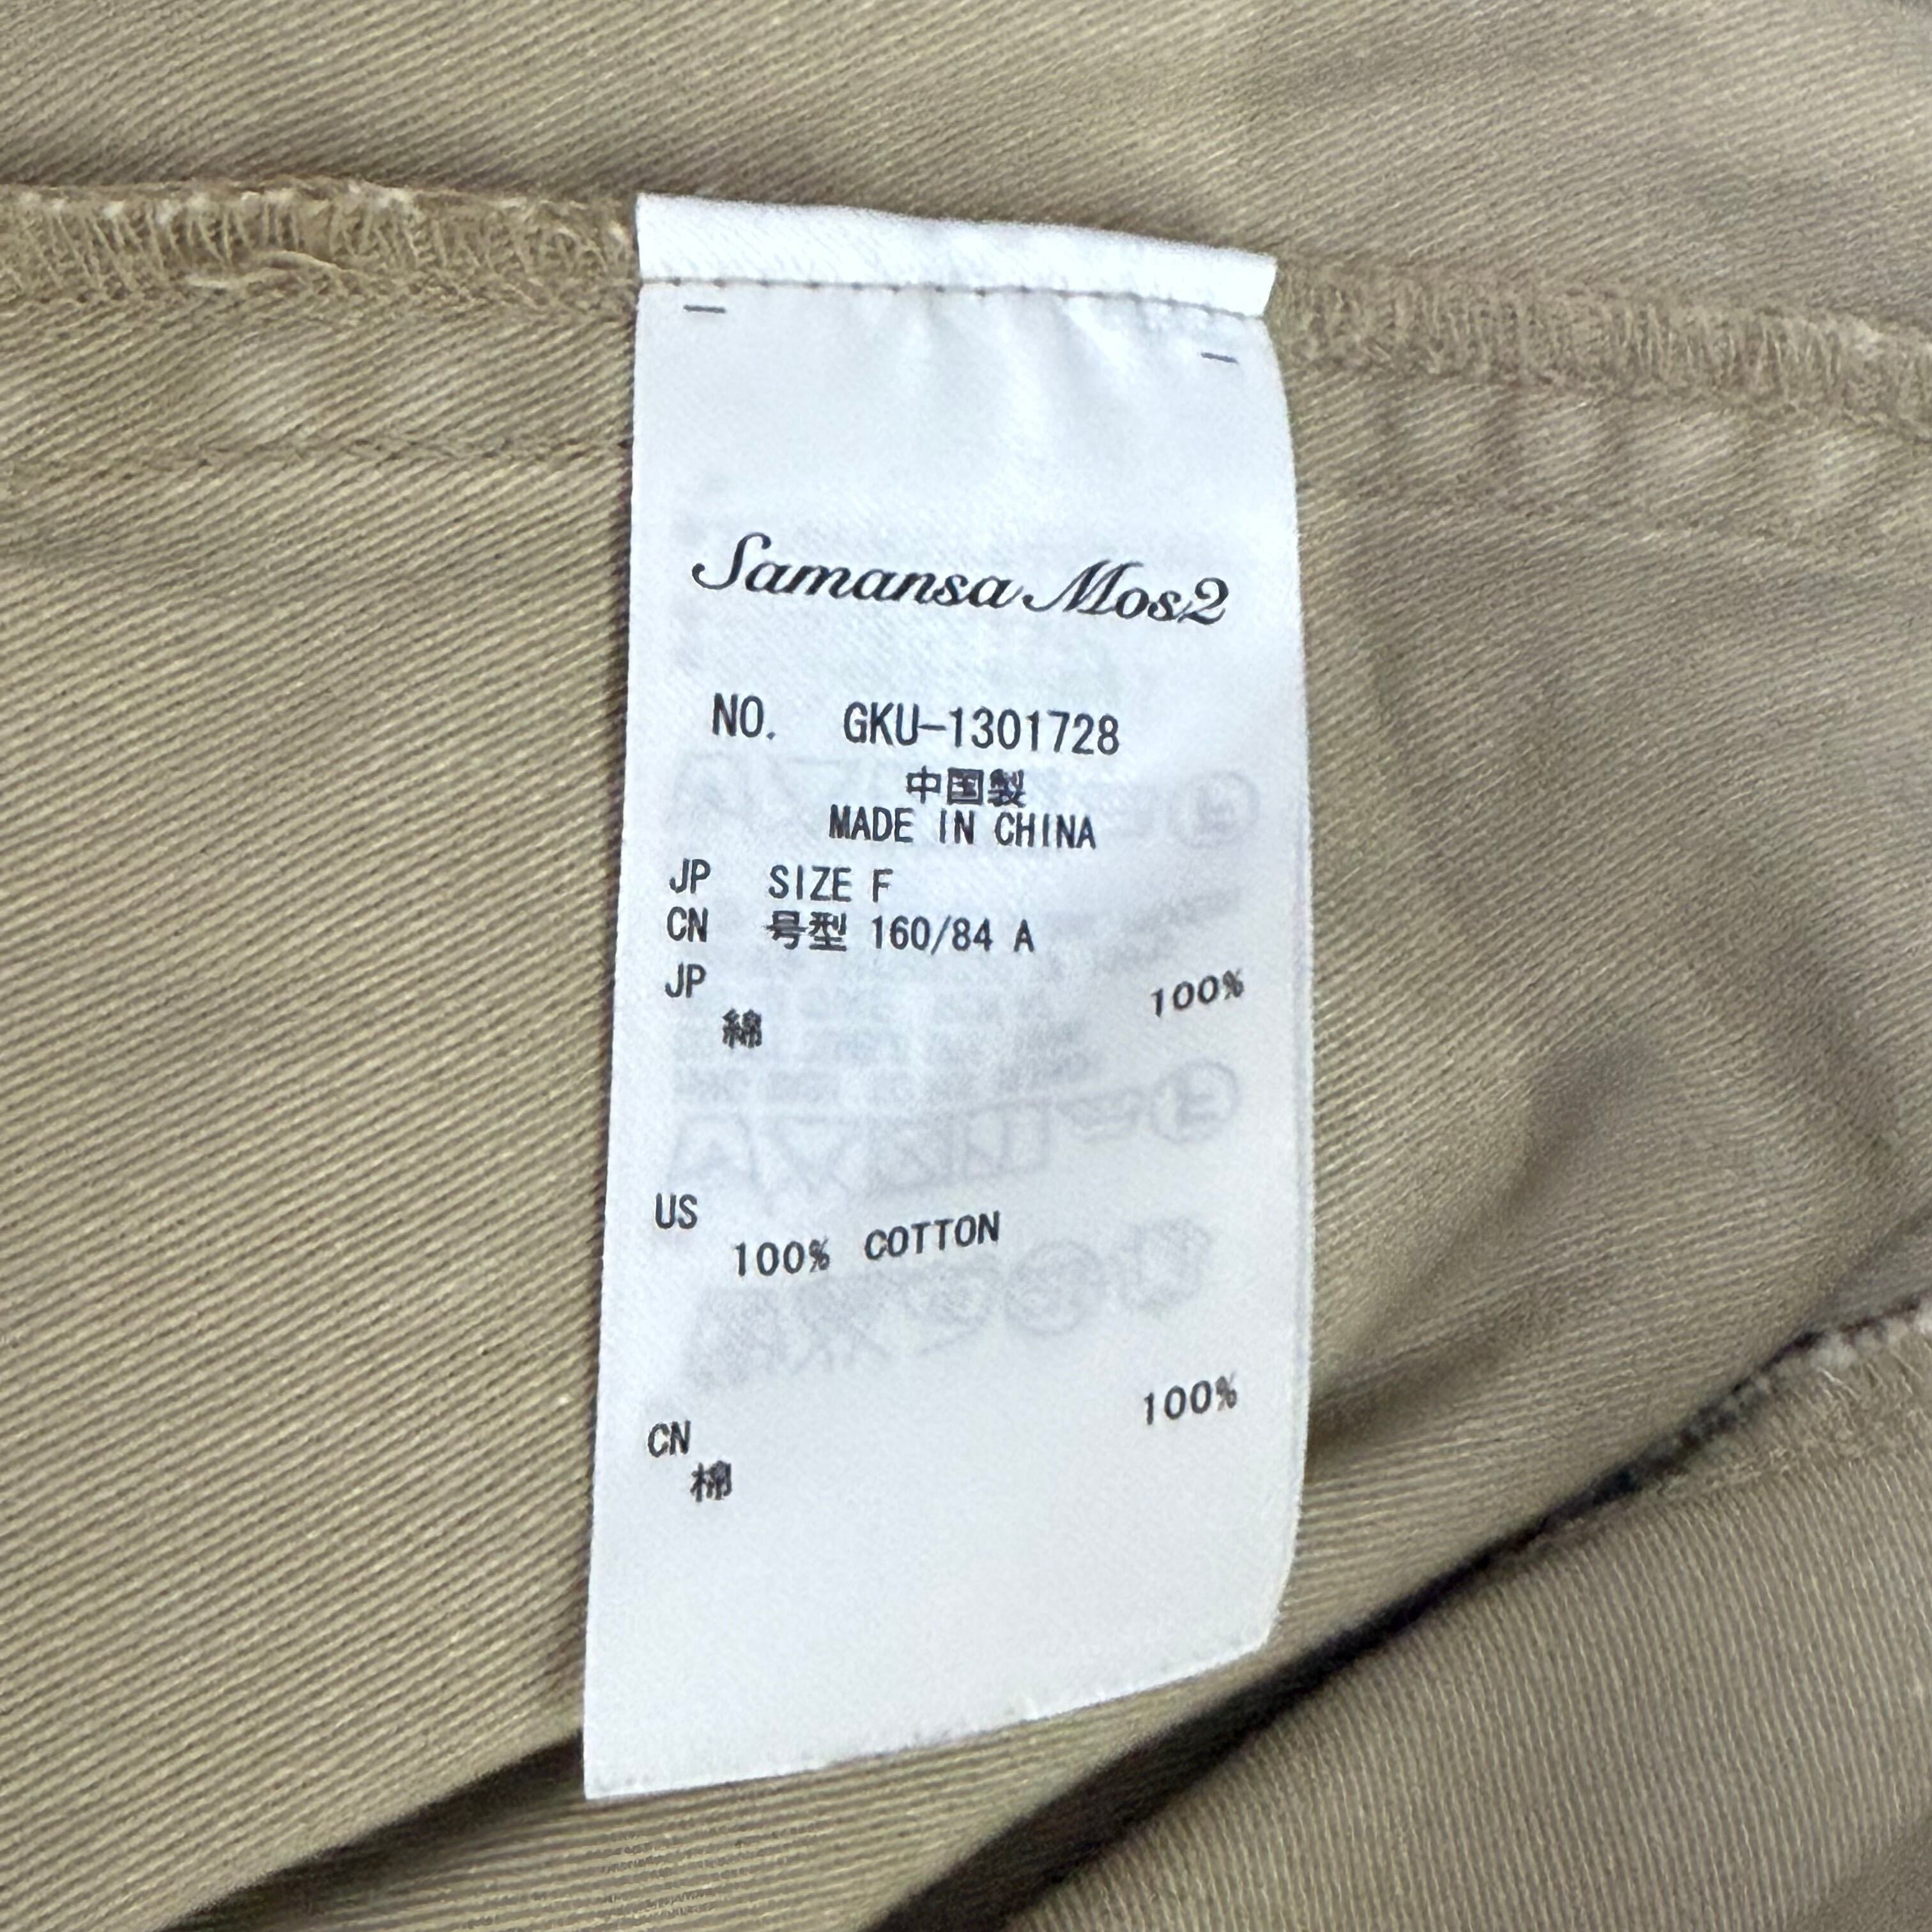 Samansa Mos2
NO. GKU-1301728
中国製
MADE IN CHINA
JP SIZE F
CN 号型 160/84 A
JP
綿 100%
US
100% COTTON
CN
棉 100%